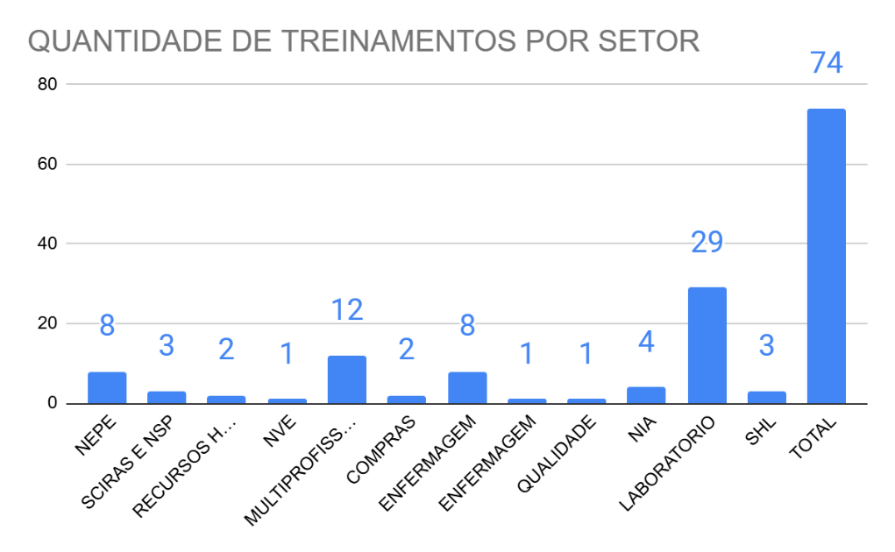 QUANTIDADE DE TREINAMENTOS POR SETOR
80
60
40
20
0
8
3
2
1
12
2
8
1
1
4
29
3
74
NEPE
SCIRAS E NSP
RECURSOS H...
NVE
MULTIPROFISS...
COMPRAS
ENFERMAGEM
ENFERMAGEM
QUALIDADE
NIA
LABORATORIO
SHL
TOTAL